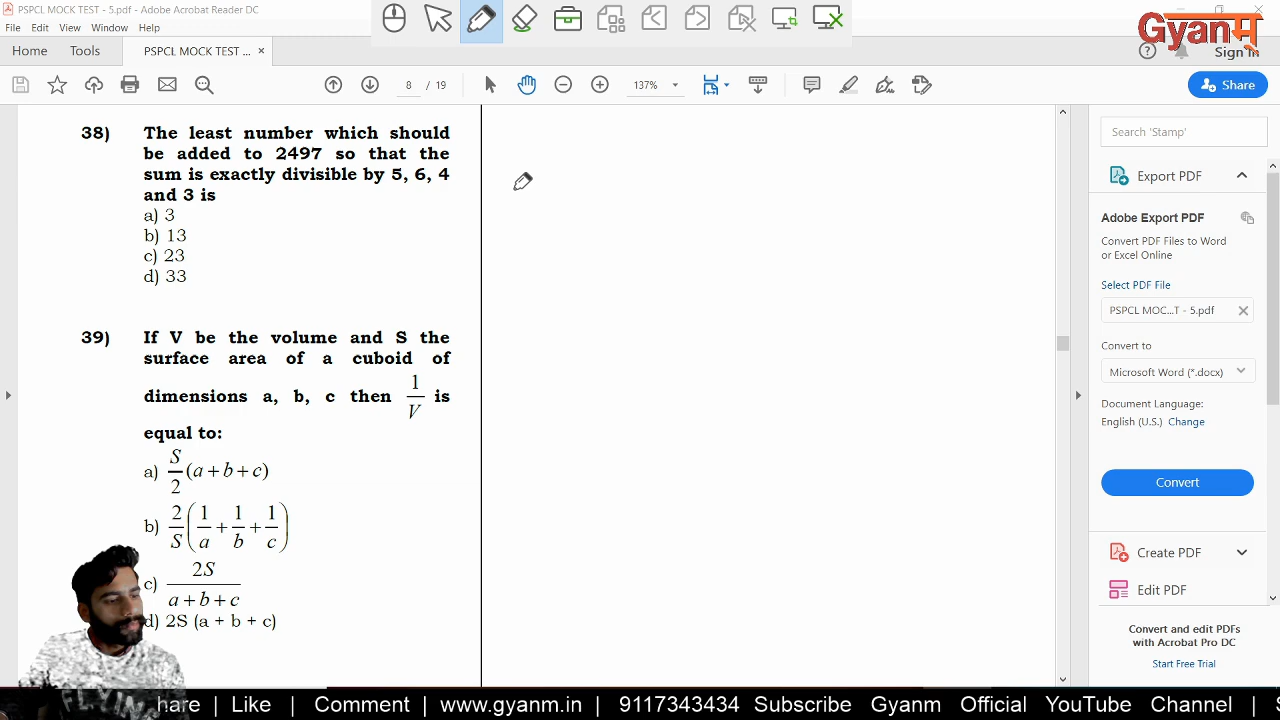 PSPCL MOCK TEST - 5.pdf - Adobe Acrobat Reader DC
File Edit View Window Help
Gyanम्
Home Tools PSPCL MOCK TEST ... × Sign In
8 / 19 137% Share
38) The least number which should
be added to 2497 so that the
sum is exactly divisible by 5, 6, 4
and 3 is
a) 3
b) 13
c) 23
d) 33
39) If V be the volume and S the
surface area of a cuboid of
dimensions a, b, c then 1/V is
equal to:
a) S/2 (a+b+c)
b) 2/S (1/a + 1/b + 1/c)
c) 2S/(a+b+c)
d) 2S (a + b + c)
Search 'Stamp'
Export PDF
Adobe Export PDF
Convert PDF Files to Word
or Excel Online
Select PDF File
PSPCL MOC...T - 5.pdf
Convert to
Microsoft Word (*.docx)
Document Language:
English (U.S.) Change
Convert
Create PDF
Edit PDF
Convert and edit PDFs
with Acrobat Pro DC
Start Free Trial
hare | Like | Comment | www.gyanm.in | 9117343434 Subscribe Gyanm Official YouTube Channel |